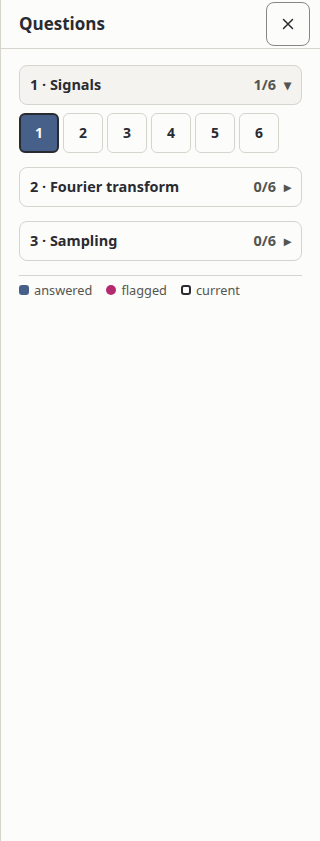 Questions
1 · Signals 1/6 ▾
1 2 3 4 5 6
2 · Fourier transform 0/6 ▸
3 · Sampling 0/6 ▸
answered flagged current